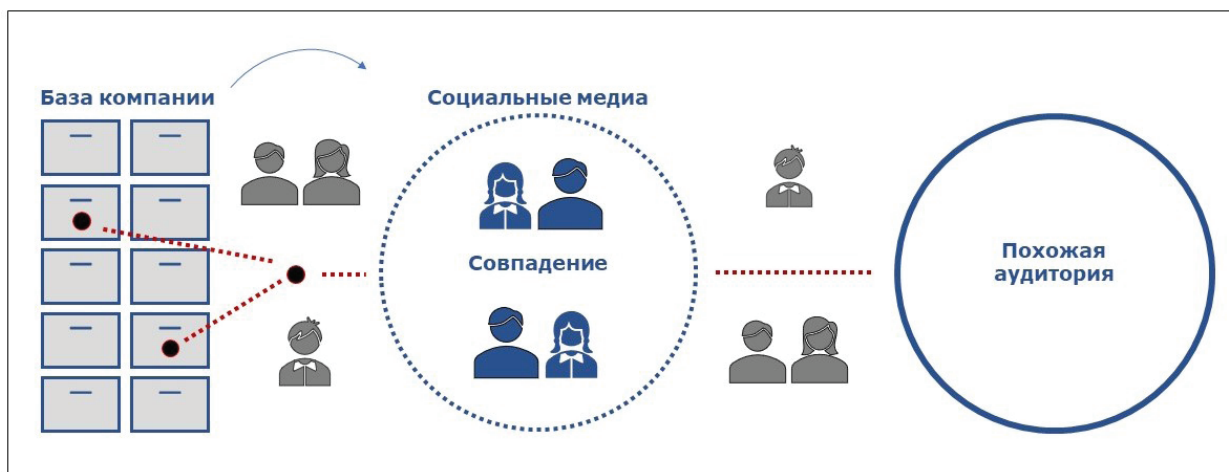 База компании
Социальные медиа
Совпадение
Похожая
аудитория